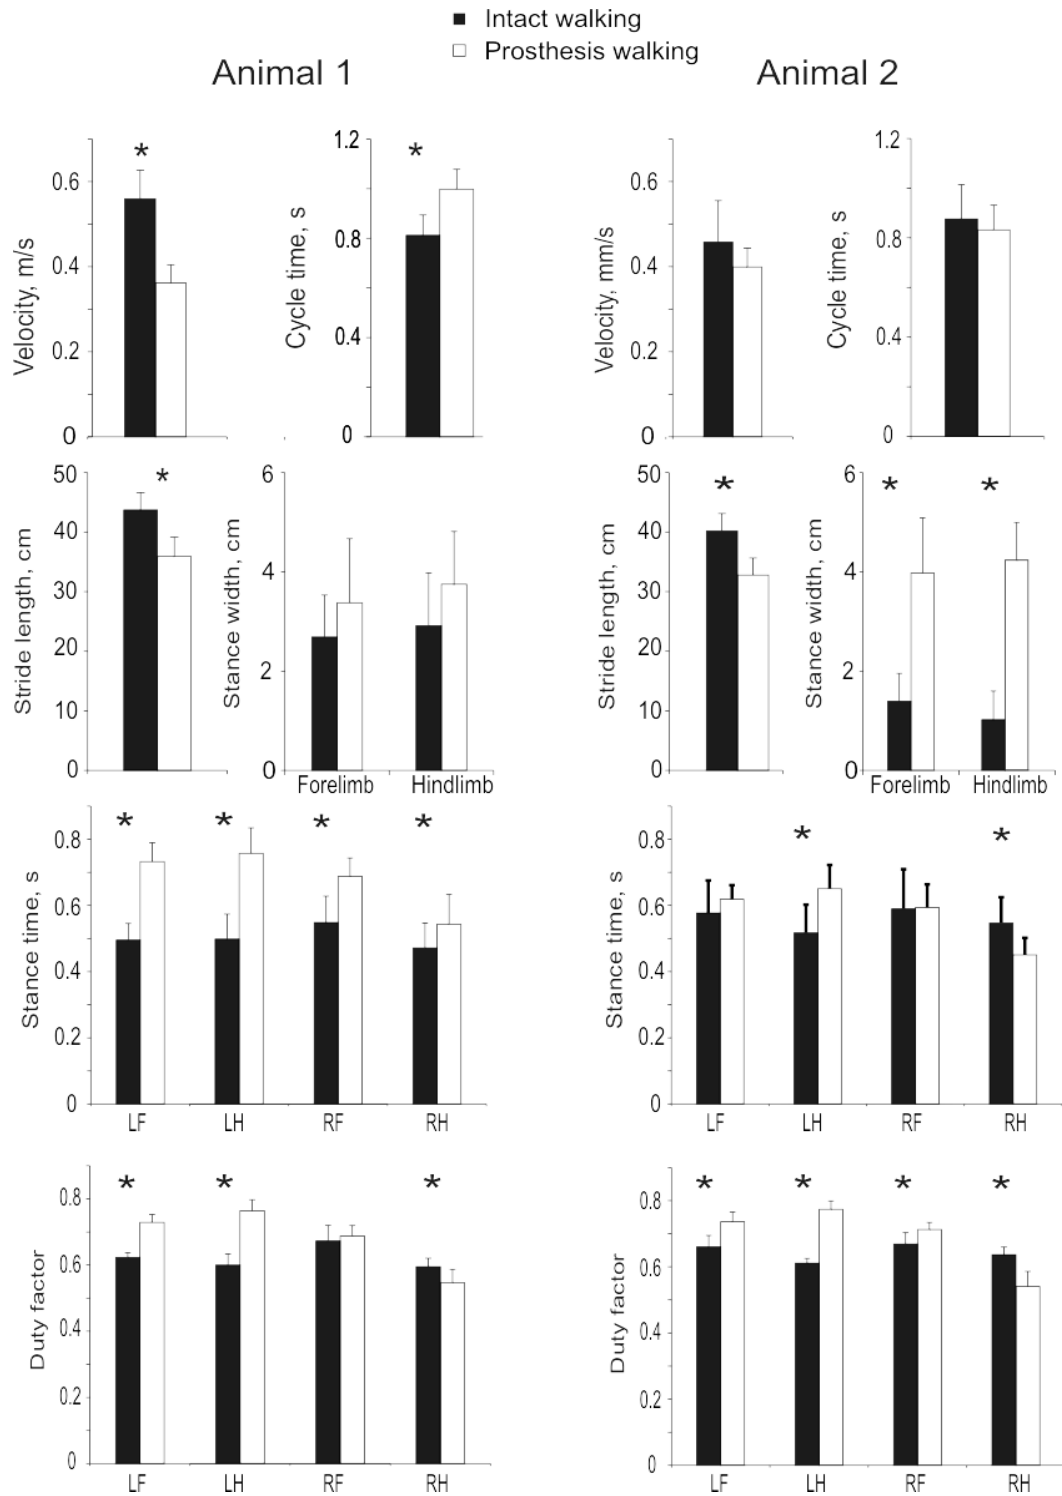 Intact walking
Prosthesis walking
Animal 1
Animal 2
Velocity, m/s
0.6
0.4
0.2
0
*
Cycle time, s
1.2
0.8
0.4
0
*
Velocity, mm/s
0.6
0.4
0.2
0
Cycle time, s
1.2
0.8
0.4
0
Stride length, cm
50
40
30
20
10
0
*
Stance width, cm
6
4
2
0
Forelimb Hindlimb
Stride length, cm
50
40
30
20
10
0
*
Stance width, cm
6
4
2
0
* *
Forelimb Hindlimb
Stance time, s
0.8
0.6
0.4
0.2
0
* * * *
LF LH RF RH
Stance time, s
0.8
0.6
0.4
0.2
0
* *
LF LH RF RH
Duty factor
0.8
0.6
0.4
0.2
0
* * *
LF LH RF RH
Duty factor
0.8
0.6
0.4
0.2
0
* * * *
LF LH RF RH